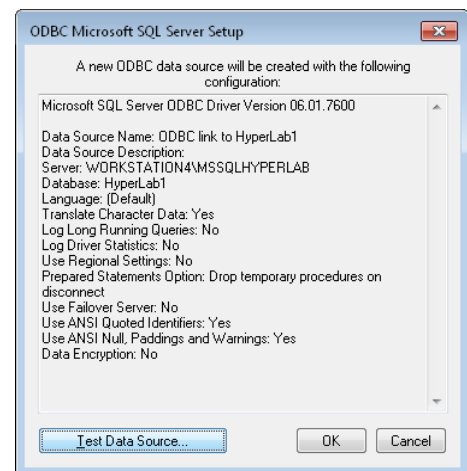 ODBC Microsoft SQL Server Setup
A new ODBC data source will be created with the following
configuration:
Microsoft SQL Server ODBC Driver Version 06.01.7600
Data Source Name: ODBC link to HyperLab1
Data Source Description:
Server: WORKSTATION4\MSSQLHYPERLAB
Database: HyperLab1
Language: (Default)
Translate Character Data: Yes
Log Long Running Queries: No
Log Driver Statistics: No
Use Regional Settings: No
Prepared Statements Option: Drop temporary procedures on
disconnect
Use Failover Server: No
Use ANSI Quoted Identifiers: Yes
Use ANSI Null, Paddings and Warnings: Yes
Data Encryption: No
Test Data Source...
OK
Cancel